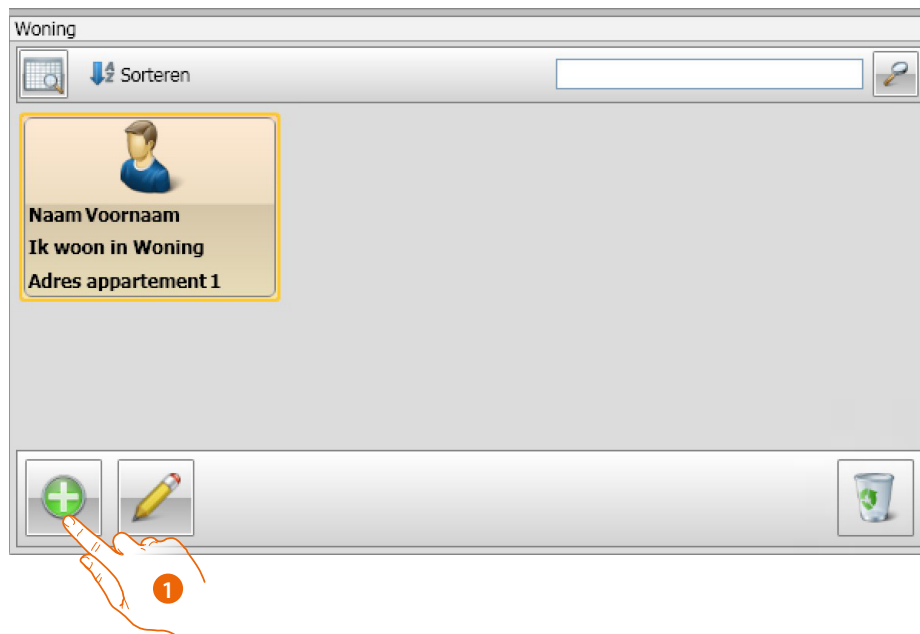 Woning
Sorteren
Naam Voornaam
Ik woon in Woning
Adres appartement 1
1